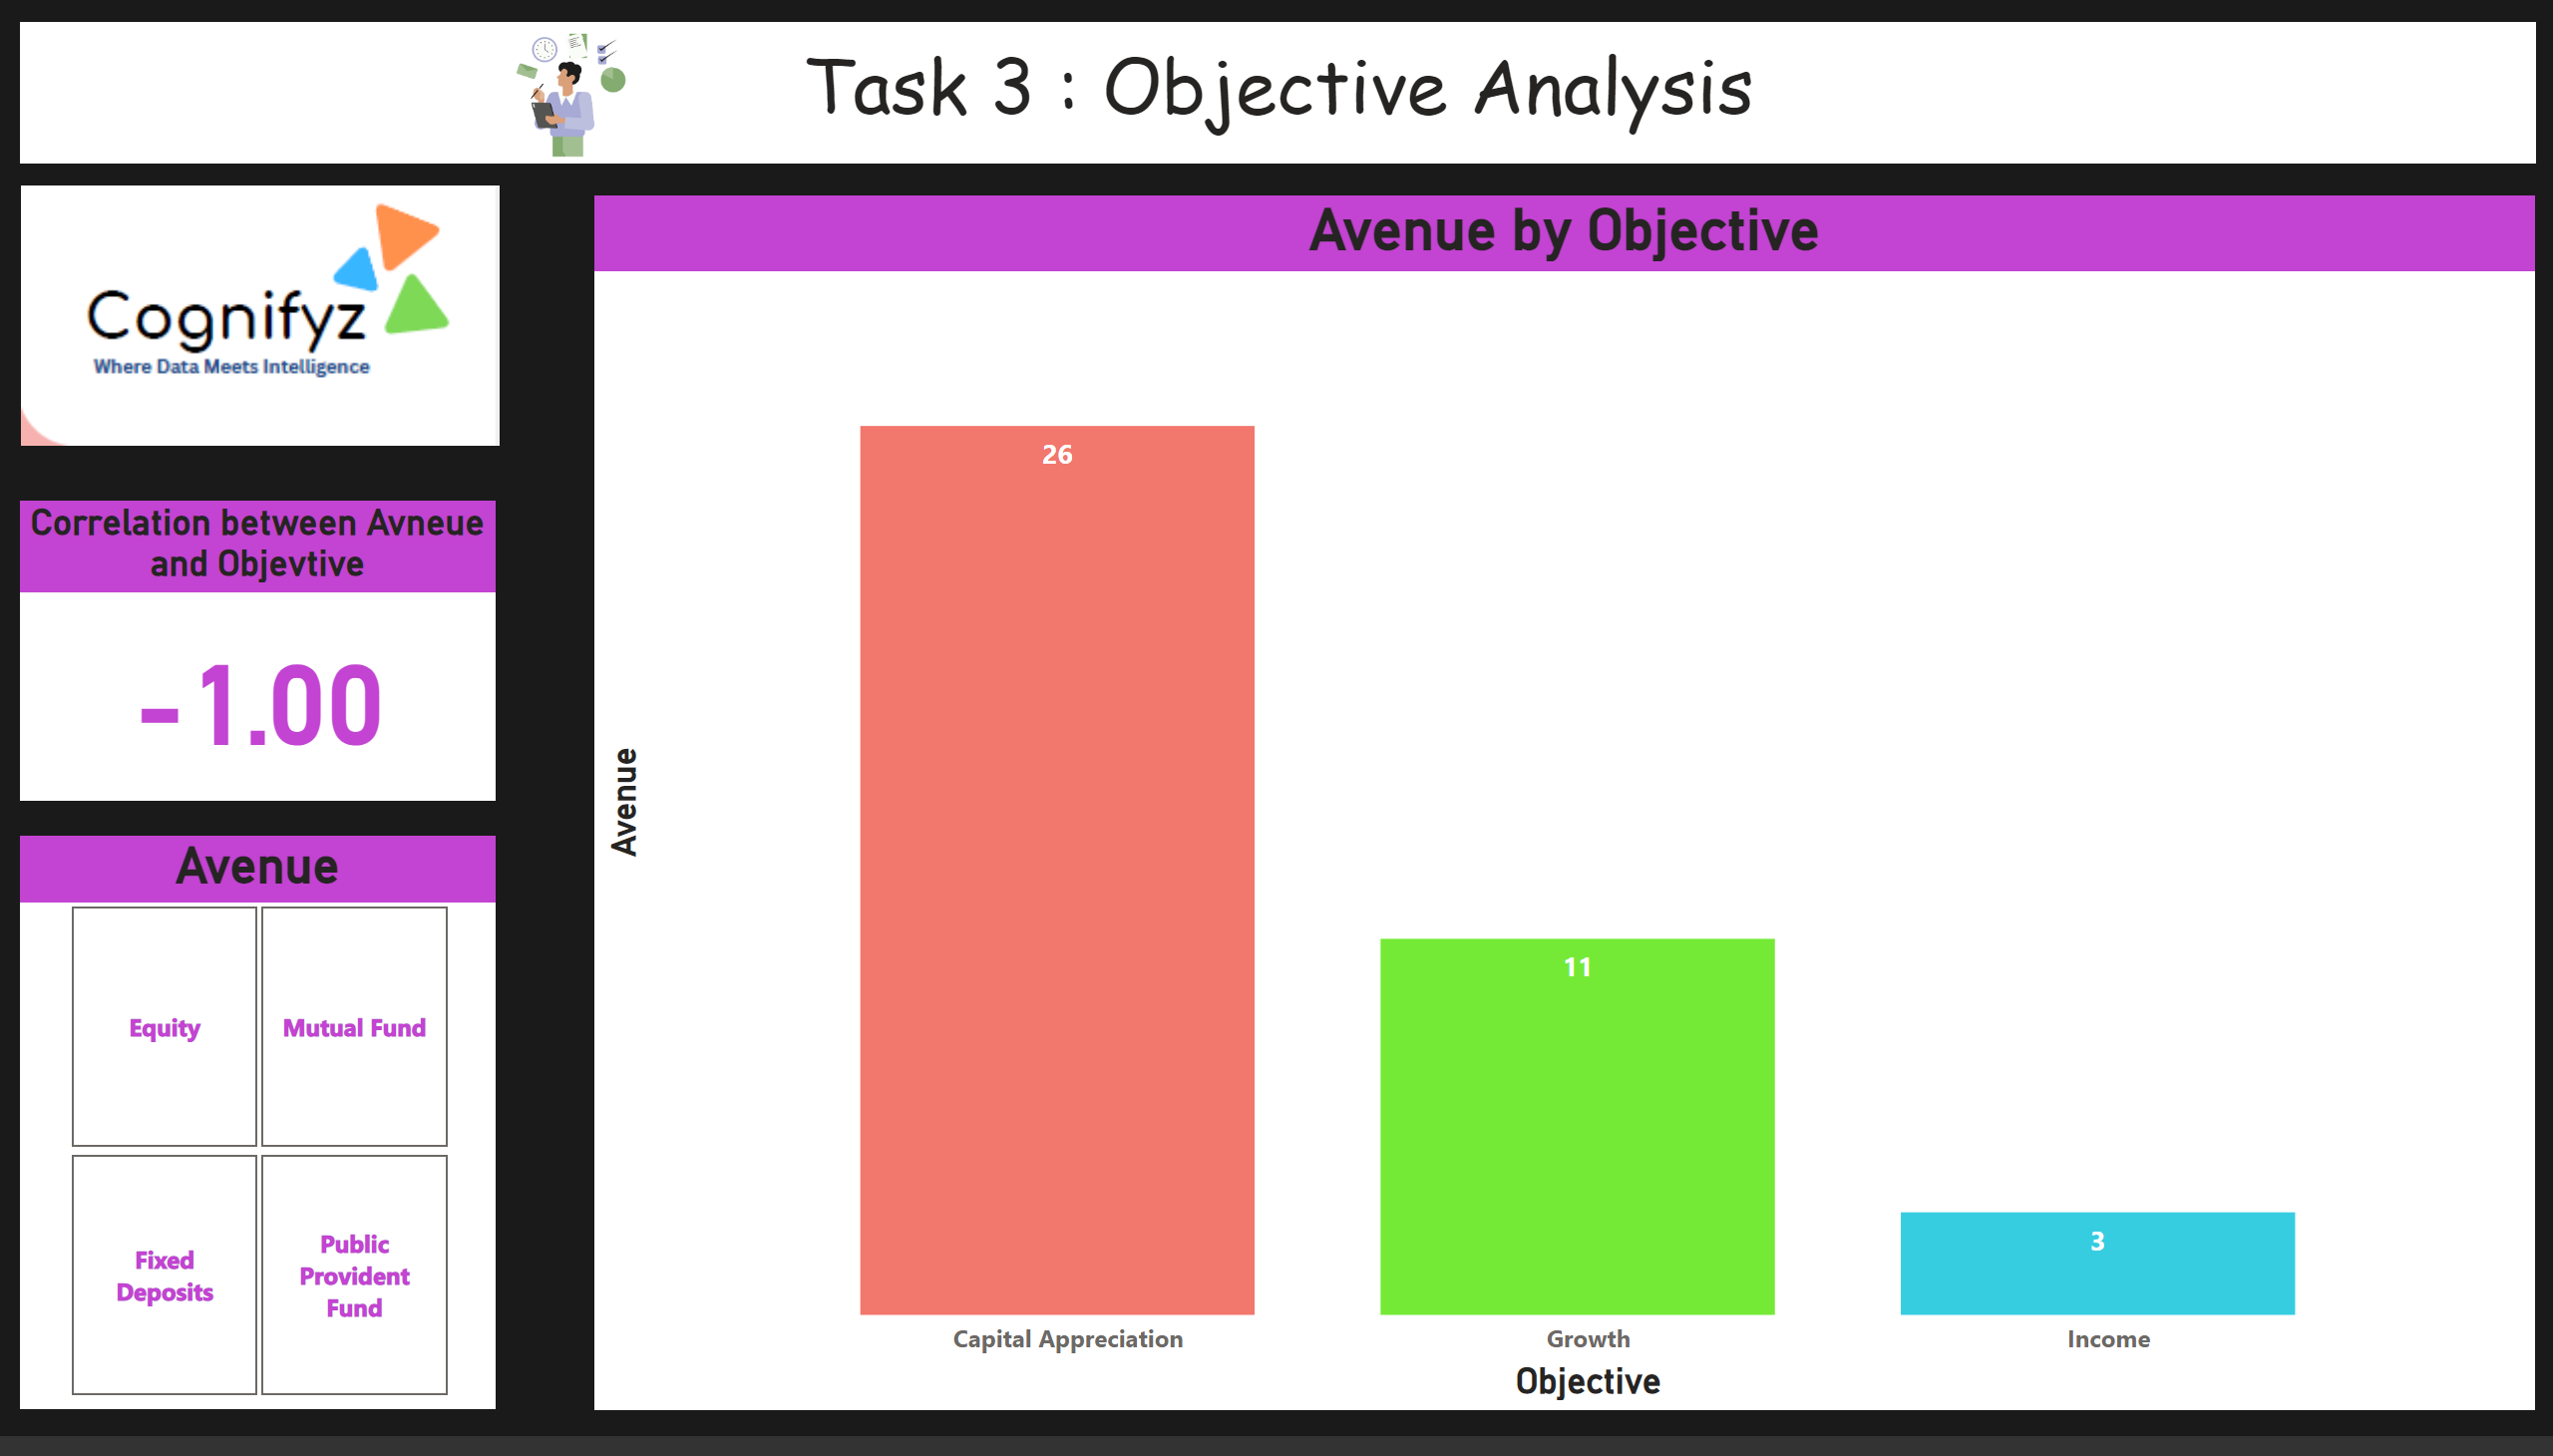 Task 3 : Objective Analysis
Cognifyz
Where Data Meets Intelligence
Correlation between Avneue
and Objevtive
-1.00
Avenue
Equity
Mutual Fund
Fixed
Deposits
Public
Provident
Fund
Avenue by Objective
Avenue
26
11
3
Capital Appreciation
Growth
Income
Objective